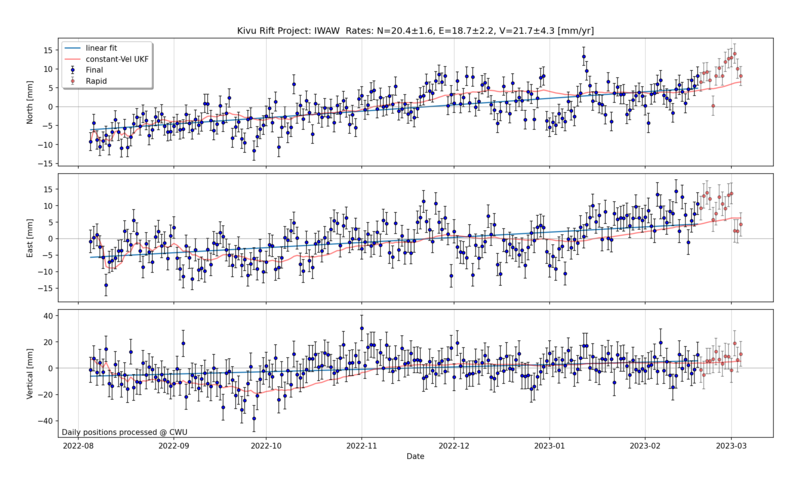 Kivu Rift Project: IWAW  Rates: N=20.4±1.6, E=18.7±2.2, V=21.7±4.3 [mm/yr]
linear fit
constant-Vel UKF
Final
Rapid
North [mm]
15
10
5
0
−5
−10
−15
East [mm]
15
10
5
0
−5
−10
−15
Vertical [mm]
40
20
0
−20
−40
Daily positions processed @ CWU
2022-08
2022-09
2022-10
2022-11
2022-12
2023-01
2023-02
2023-03
Date